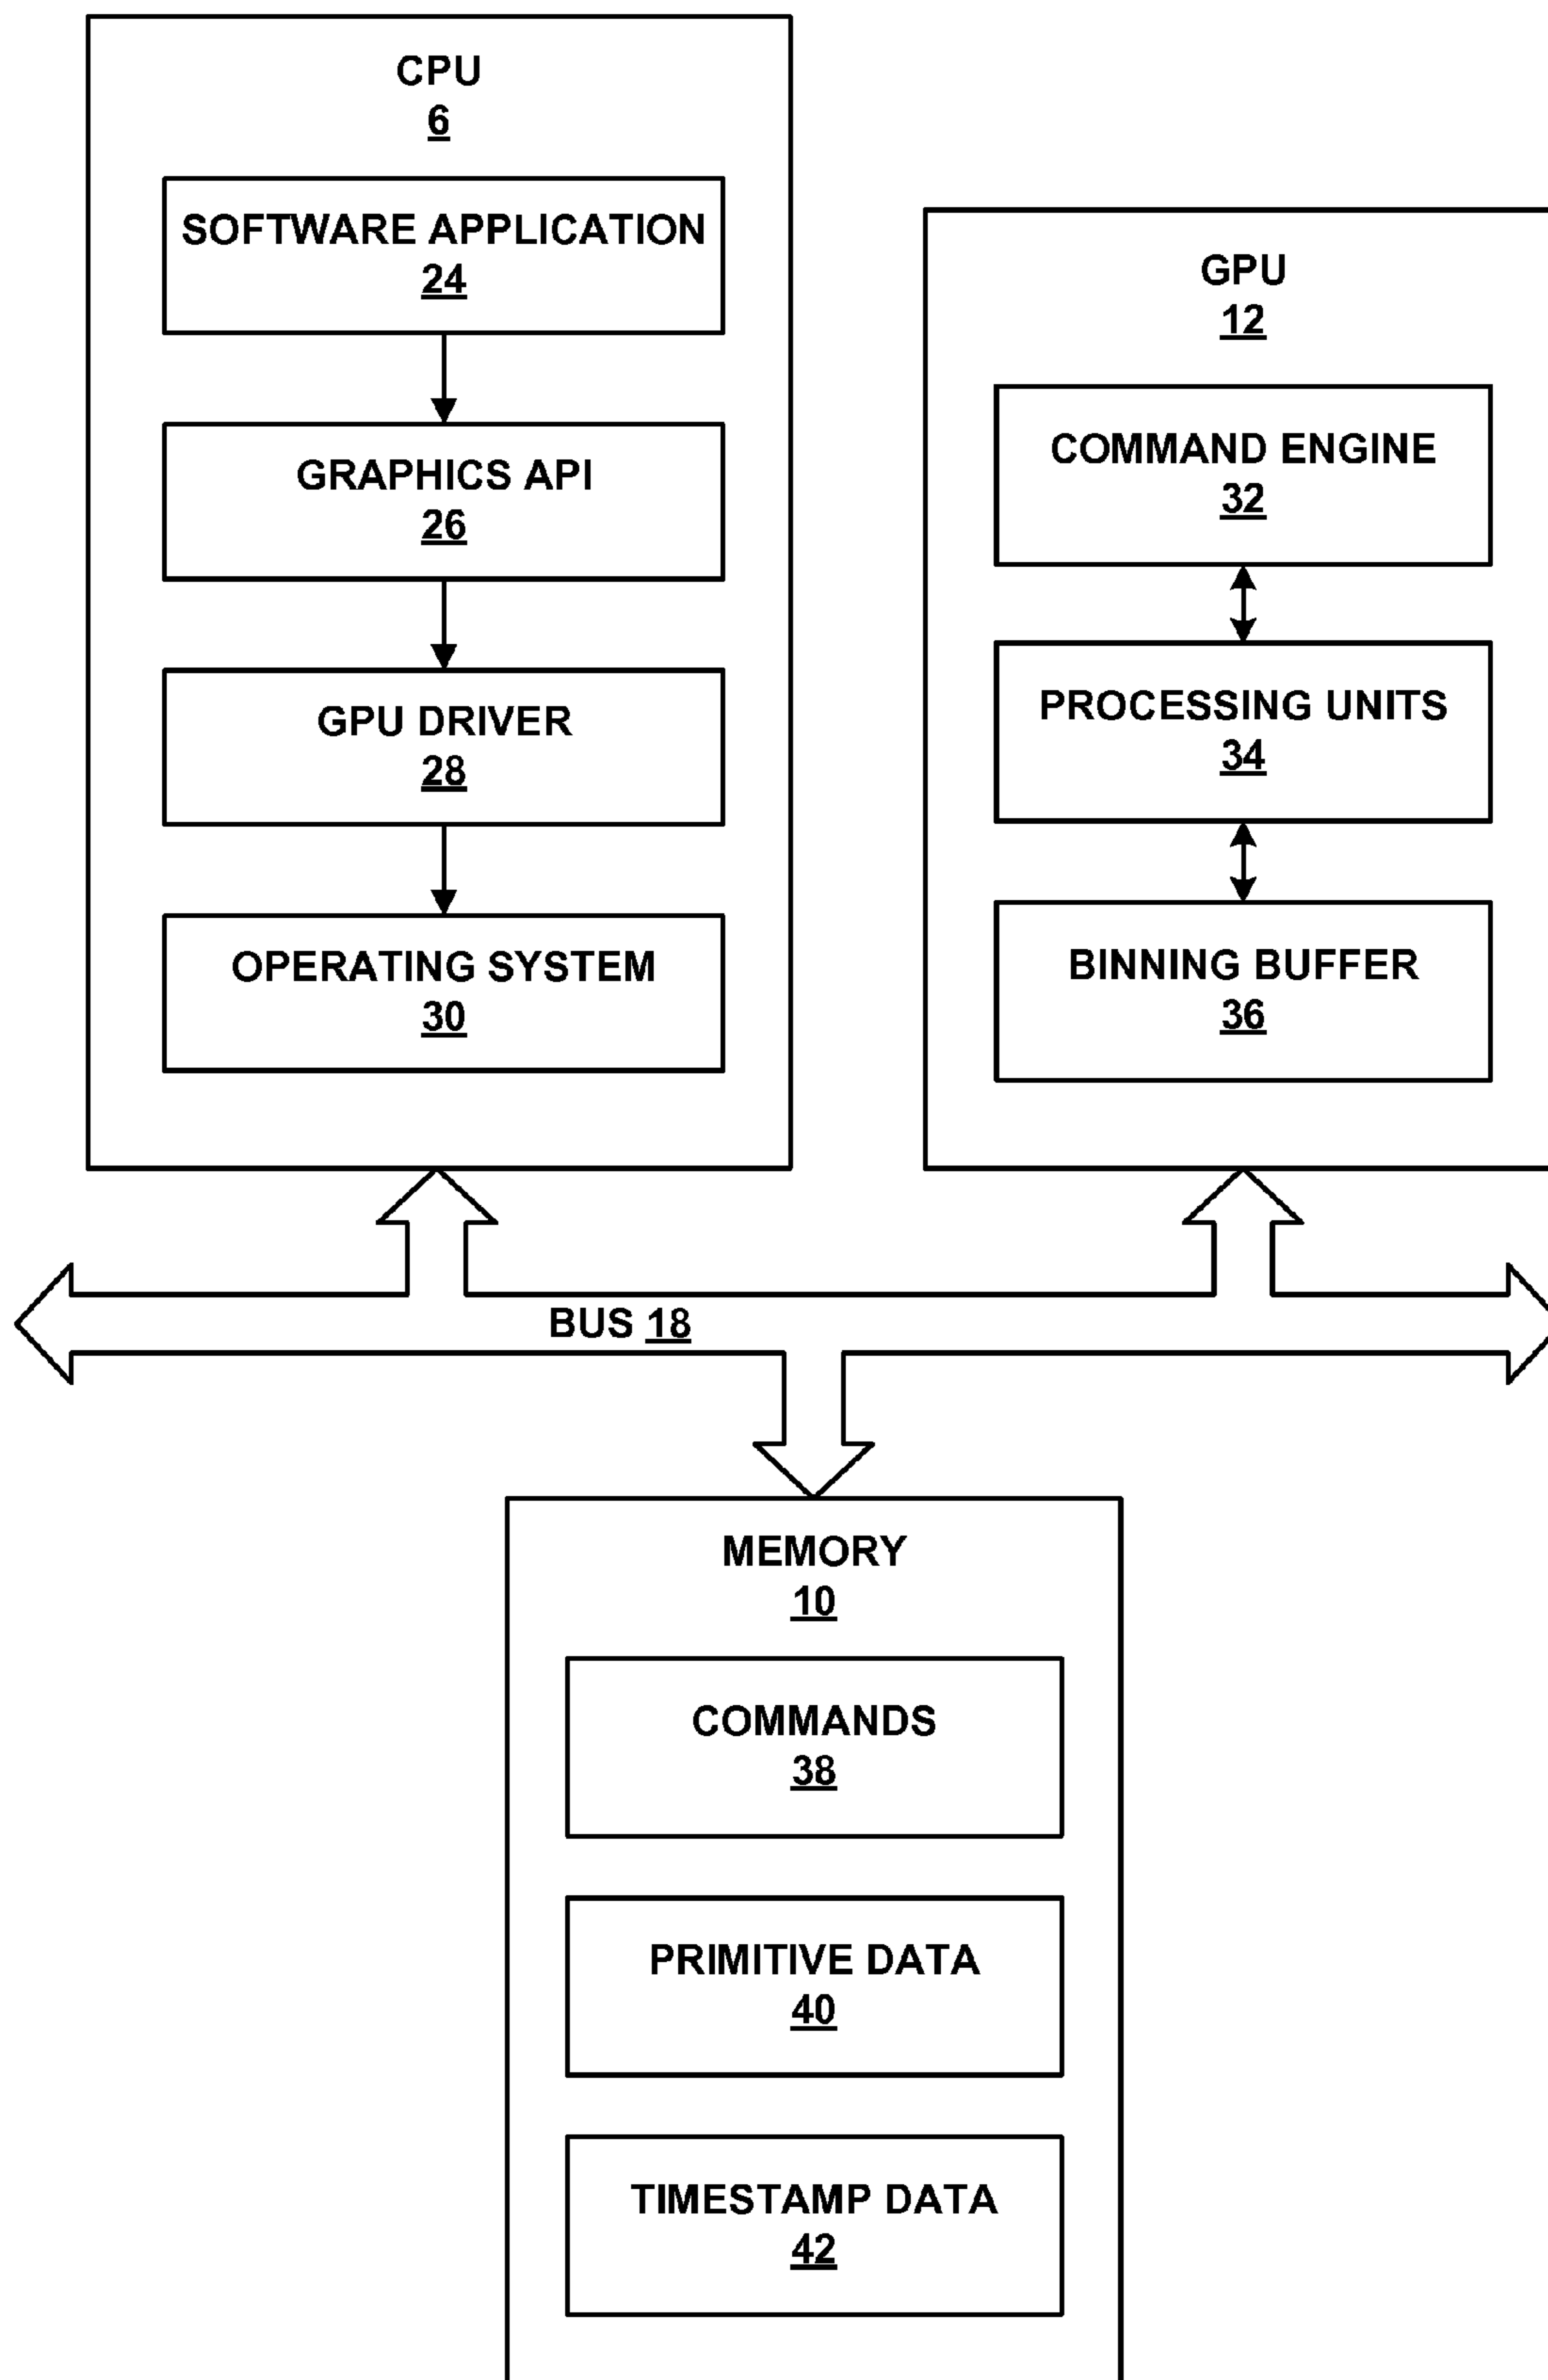 CPU
6
SOFTWARE APPLICATION
24
GRAPHICS API
26
GPU DRIVER
28
OPERATING SYSTEM
30
GPU
12
COMMAND ENGINE
32
PROCESSING UNITS
34
BINNING BUFFER
36
BUS 18
MEMORY
10
COMMANDS
38
PRIMITIVE DATA
40
TIMESTAMP DATA
42